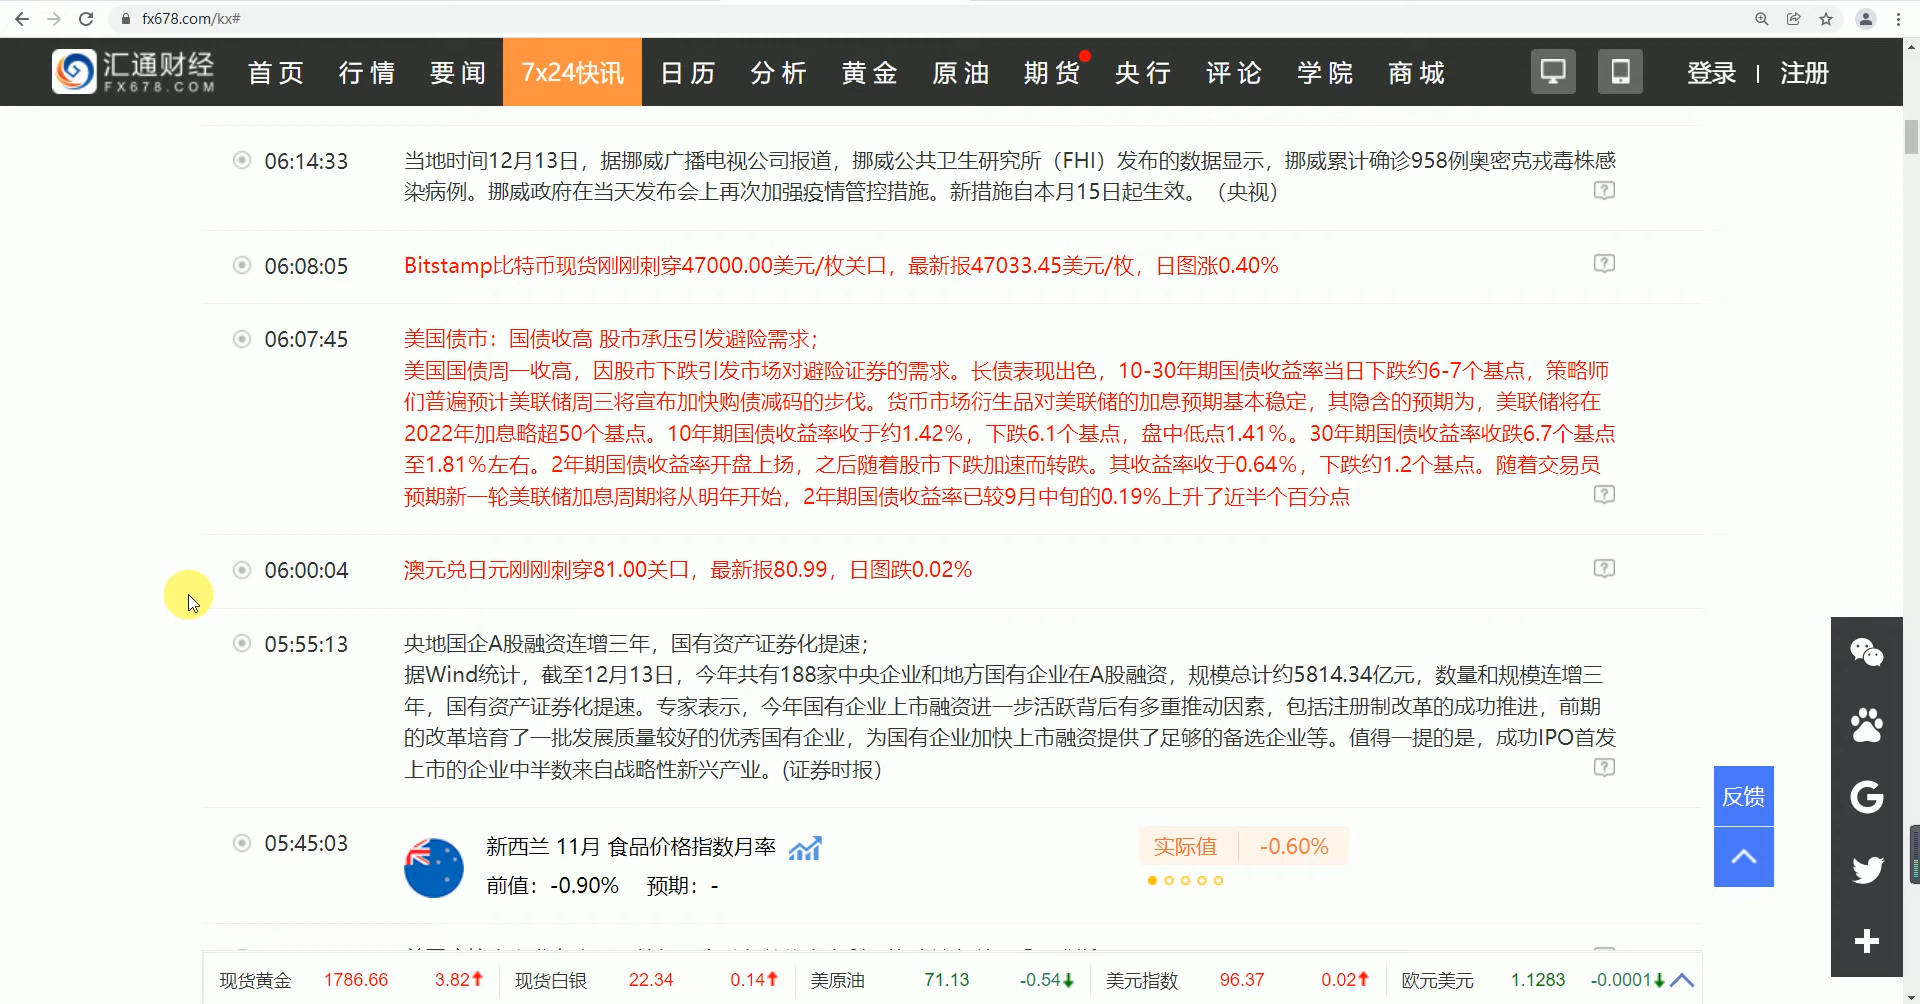 fx678.com/kx#
汇通财经
FX678.COM
首页 行情 要闻 7x24快讯 日历 分析 黄金 原油 期货 央行 评论 学院 商城 登录 | 注册
06:14:33
当地时间12月13日，据挪威广播电视公司报道，挪威公共卫生研究所（FHI）发布的数据显示，挪威累计确诊958例奥密克戎毒株感
染病例。挪威政府在当天发布会上再次加强疫情管控措施。新措施自本月15日起生效。（央视）
06:08:05
Bitstamp比特币现货刚刚刺穿47000.00美元/枚关口，最新报47033.45美元/枚，日图涨0.40%
06:07:45
美国债市：国债收高 股市承压引发避险需求；
美国国债周一收高，因股市下跌引发市场对避险证券的需求。长债表现出色，10-30年期国债收益率当日下跌约6-7个基点，策略师
们普遍预计美联储周三将宣布加快购债减码的步伐。货币市场衍生品对美联储的加息预期基本稳定，其隐含的预期为，美联储将在
2022年加息略超50个基点。10年期国债收益率收于约1.42%，下跌6.1个基点，盘中低点1.41%。30年期国债收益率收跌6.7个基点
至1.81%左右。2年期国债收益率开盘上扬，之后随着股市下跌加速而转跌。其收益率收于0.64%，下跌约1.2个基点。随着交易员
预期新一轮美联储加息周期将从明年开始，2年期国债收益率已较9月中旬的0.19%上升了近半个百分点
06:00:04
澳元兑日元刚刚刺穿81.00关口，最新报80.99，日图跌0.02%
05:55:13
央地国企A股融资连增三年，国有资产证券化提速；
据Wind统计，截至12月13日，今年共有188家中央企业和地方国有企业在A股融资，规模总计约5814.34亿元，数量和规模连增三
年，国有资产证券化提速。专家表示，今年国有企业上市融资进一步活跃背后有多重推动因素，包括注册制改革的成功推进，前期
的改革培育了一批发展质量较好的优秀国有企业，为国有企业加快上市融资提供了足够的备选企业等。值得一提的是，成功IPO首发
上市的企业中半数来自战略性新兴产业。(证券时报）
05:45:03
新西兰 11月 食品价格指数月率
前值：-0.90% 预期：-
实际值 -0.60%
反馈
现货黄金 1786.66 3.82↑ 现货白银 22.34 0.14↑ 美原油 71.13 -0.54↓ 美元指数 96.37 0.02↑ 欧元美元 1.1283 -0.0001↓